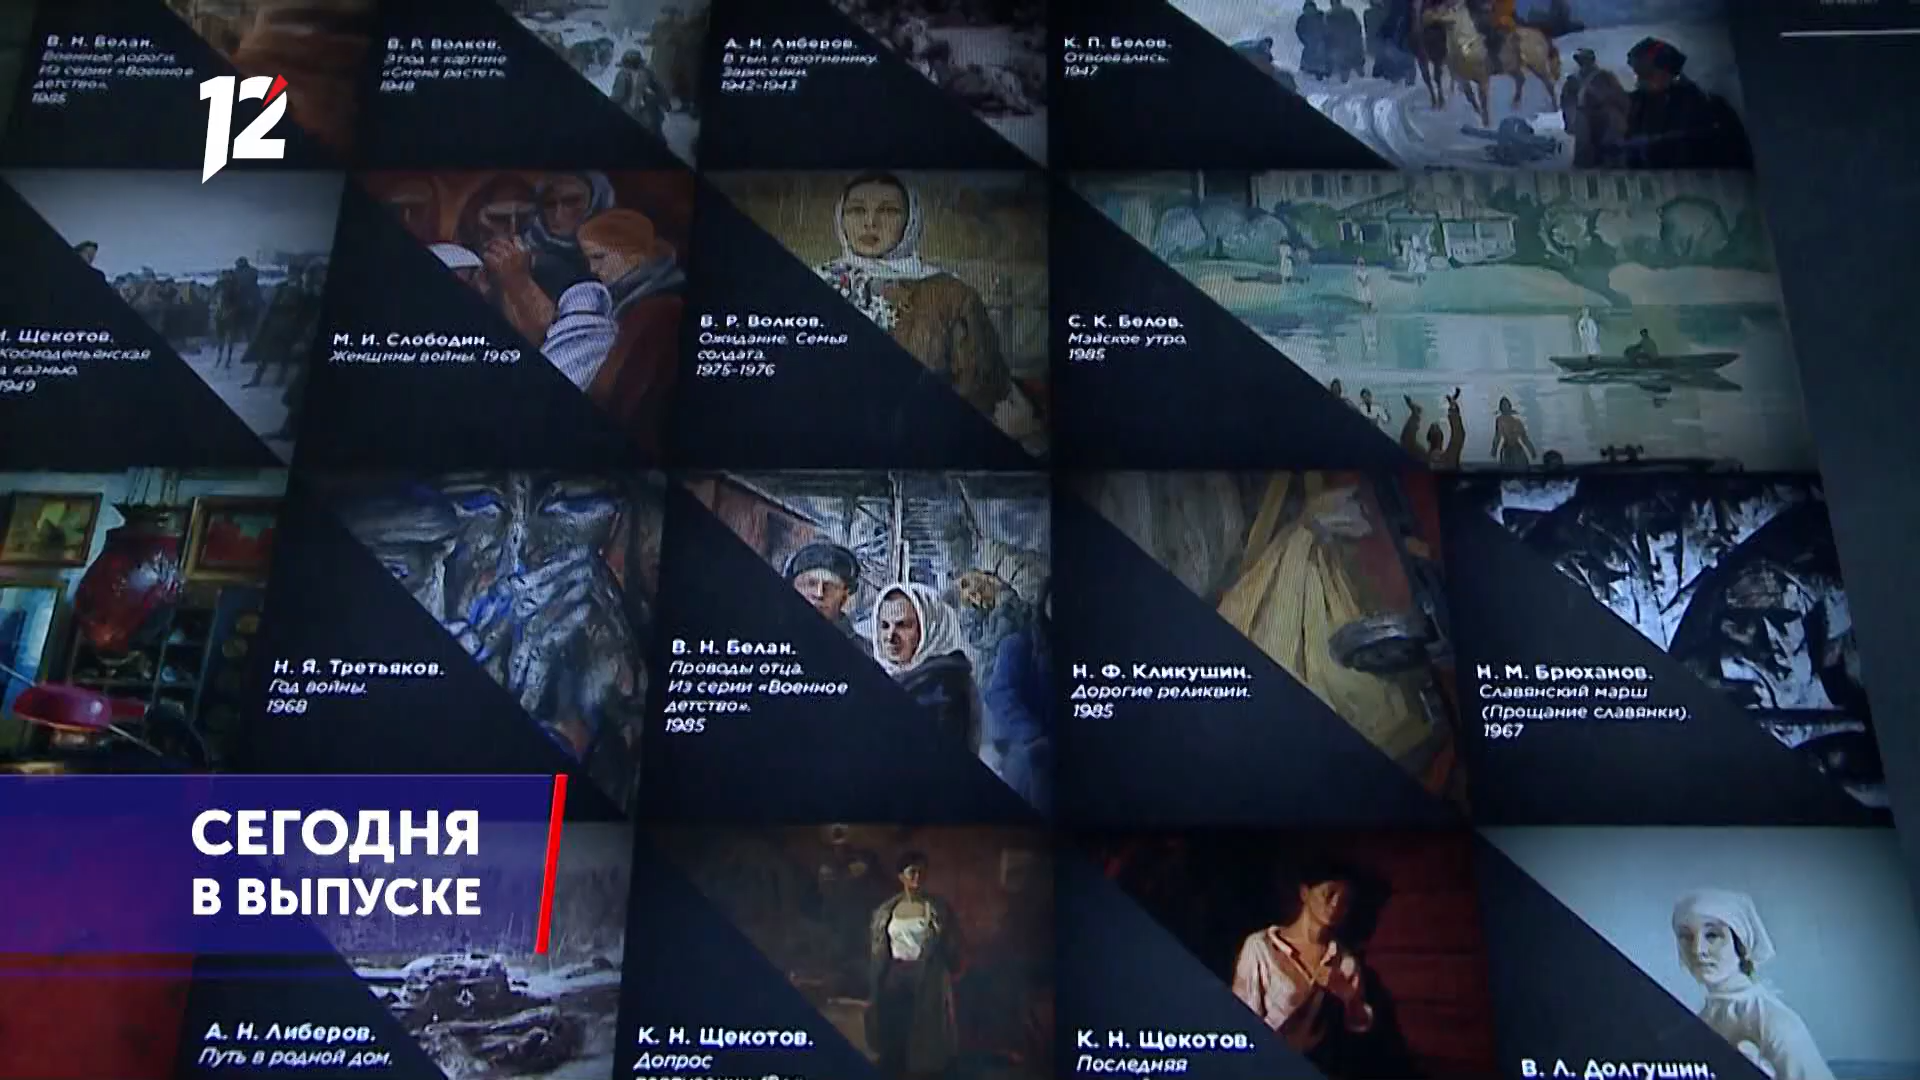 В. Н. Белан.
Военные дороги.
Из серии «Военное
детство».
1985
В. Р. Волков.
Этюд к картине
«Смена растет».
1948
А. Н. Либеров.
В тыл к противнику.
Зарисовки.
1942-1943
К. П. Белов.
Отвоевались.
1947
12
Щекотов.
Космодемьянская
казнью.
1949
М. И. Слободин.
Женщины войны. 1969
В. Р. Волков.
Ожидание. Семья
солдата.
1975-1976
С. К. Белов.
Майское утро.
1985
Н. Я. Третьяков.
Год войны.
1968
В. Н. Белан.
Проводы отца.
Из серии «Военное
детство».
1985
Н. Ф. Кликушин.
Дорогие реликвии.
1985
Н. М. Брюханов.
Славянский марш
(Прощание славянки).
1967
СЕГОДНЯ
В ВЫПУСКЕ
А. Н. Либеров.
Путь в родной дом.
К. Н. Щекотов.
Допрос
К. Н. Щекотов.
Последняя
В. Л. Долгушин.